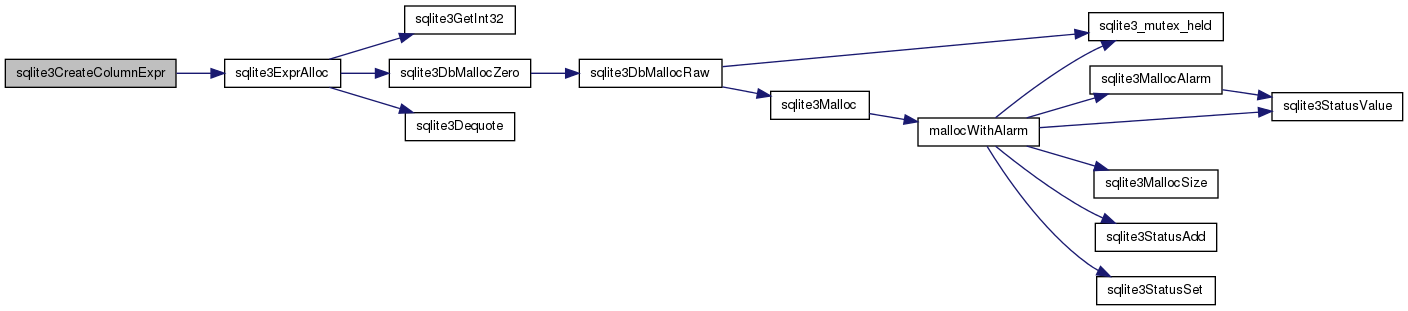 sqlite3CreateColumnExpr
sqlite3ExprAlloc
sqlite3GetInt32
sqlite3DbMallocZero
sqlite3Dequote
sqlite3DbMallocRaw
sqlite3Malloc
mallocWithAlarm
sqlite3_mutex_held
sqlite3MallocAlarm
sqlite3MallocSize
sqlite3StatusAdd
sqlite3StatusSet
sqlite3StatusValue